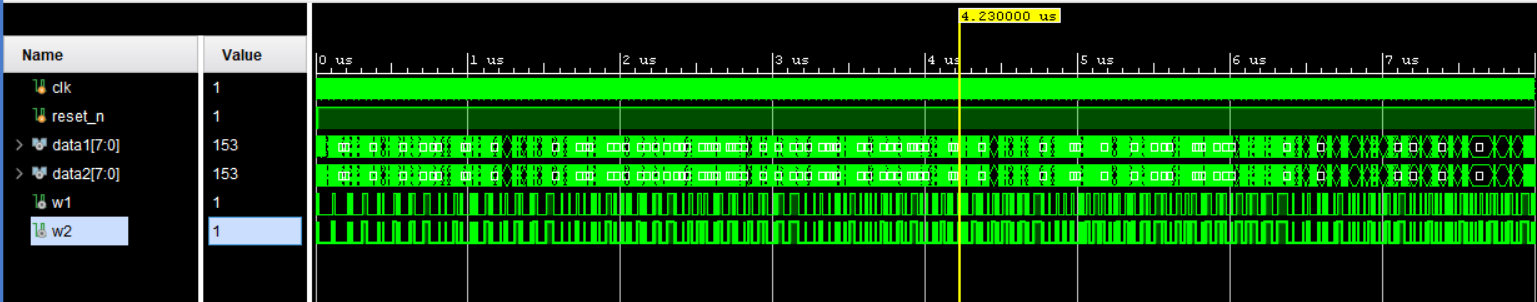 4.230000 us
Name Value
0 us 1 us 2 us 3 us 4 us 5 us 6 us 7 us
clk 1
reset_n 1
data1[7:0] 153
data2[7:0] 153
w1 1
w2 1